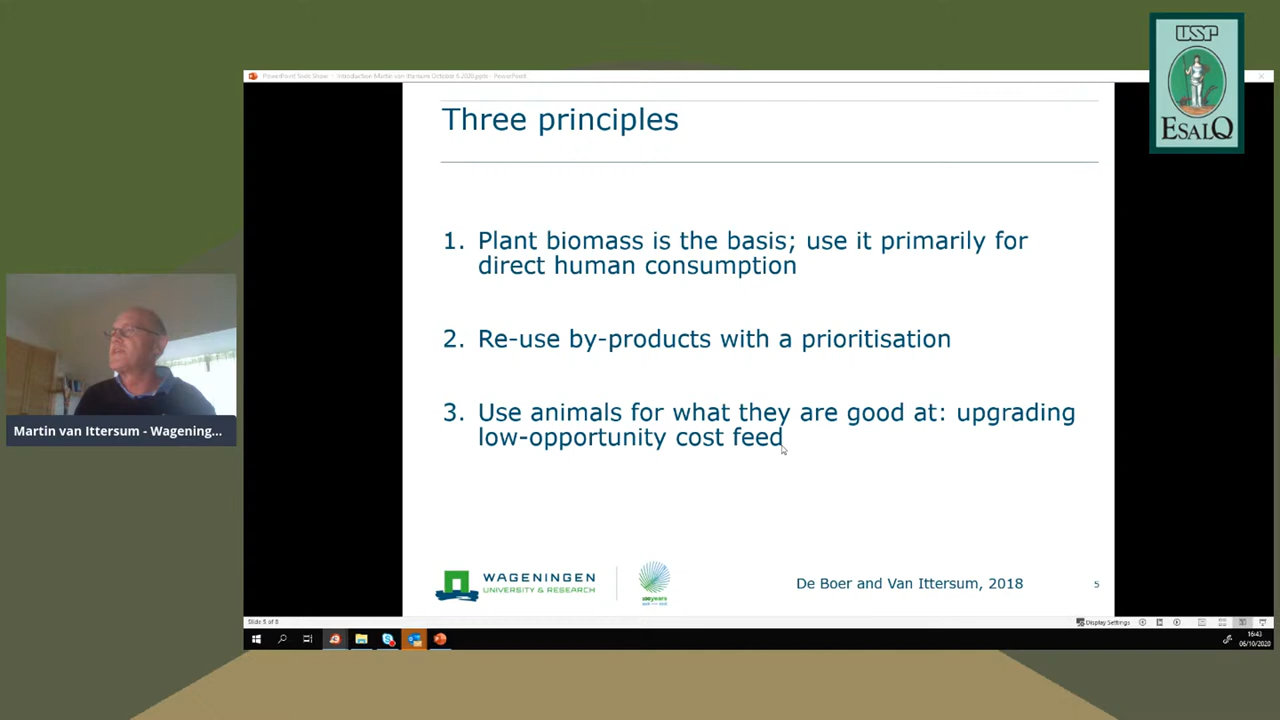 PowerPoint Slide Show - Introduction Martin van Ittersum October 6 2020.pptx - PowerPoint
USP
ESALQ
Three principles
1. Plant biomass is the basis; use it primarily for
direct human consumption
2. Re-use by-products with a prioritisation
3. Use animals for what they are good at: upgrading
low-opportunity cost feed
Martin van Ittersum - Wagening...
WAGENINGEN
UNIVERSITY & RESEARCH
De Boer and Van Ittersum, 2018
5
Slide 5 of 8
Display Settings
16:43
06/10/2020